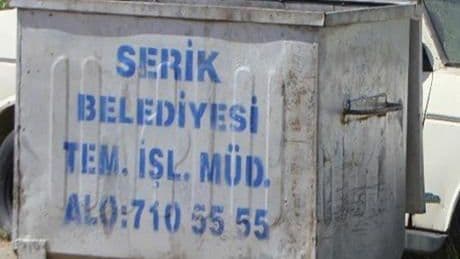 SERİK
BELEDİYESİ
TEM. İŞL. MÜD.
ALO:710 55 55